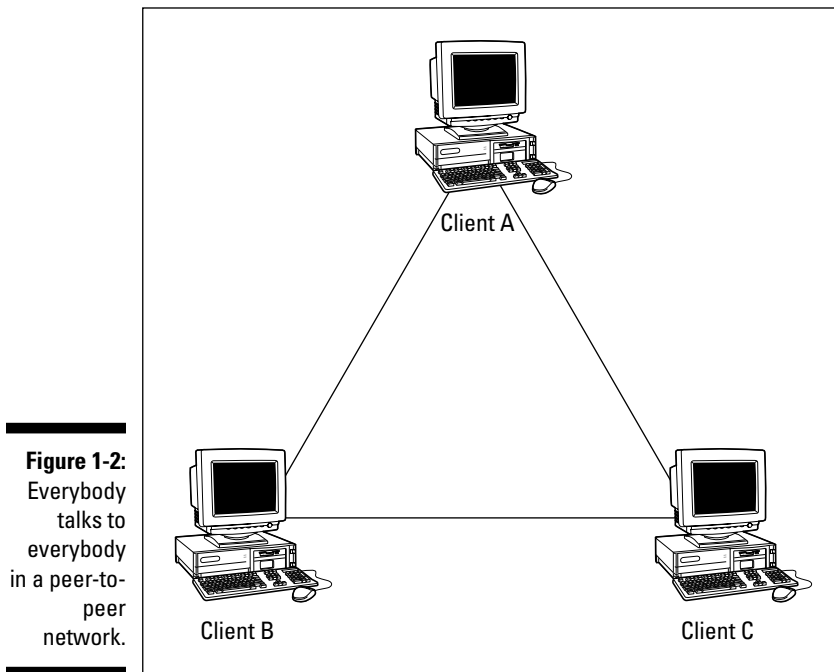 Client A
Client B
Client C
Figure 1-2:
Everybody
talks to
everybody
in a peer-to-
peer
network.